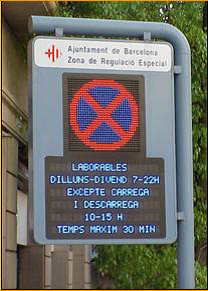 Ajuntament de Barcelona
Zona de Regulació Especial
LABORABLES
DILLUNS-DIVEND 7-22H
EXCEPTE CARREGA
I DESCARREGA
10-15 H
TEMPS MAXIM 30 MIN